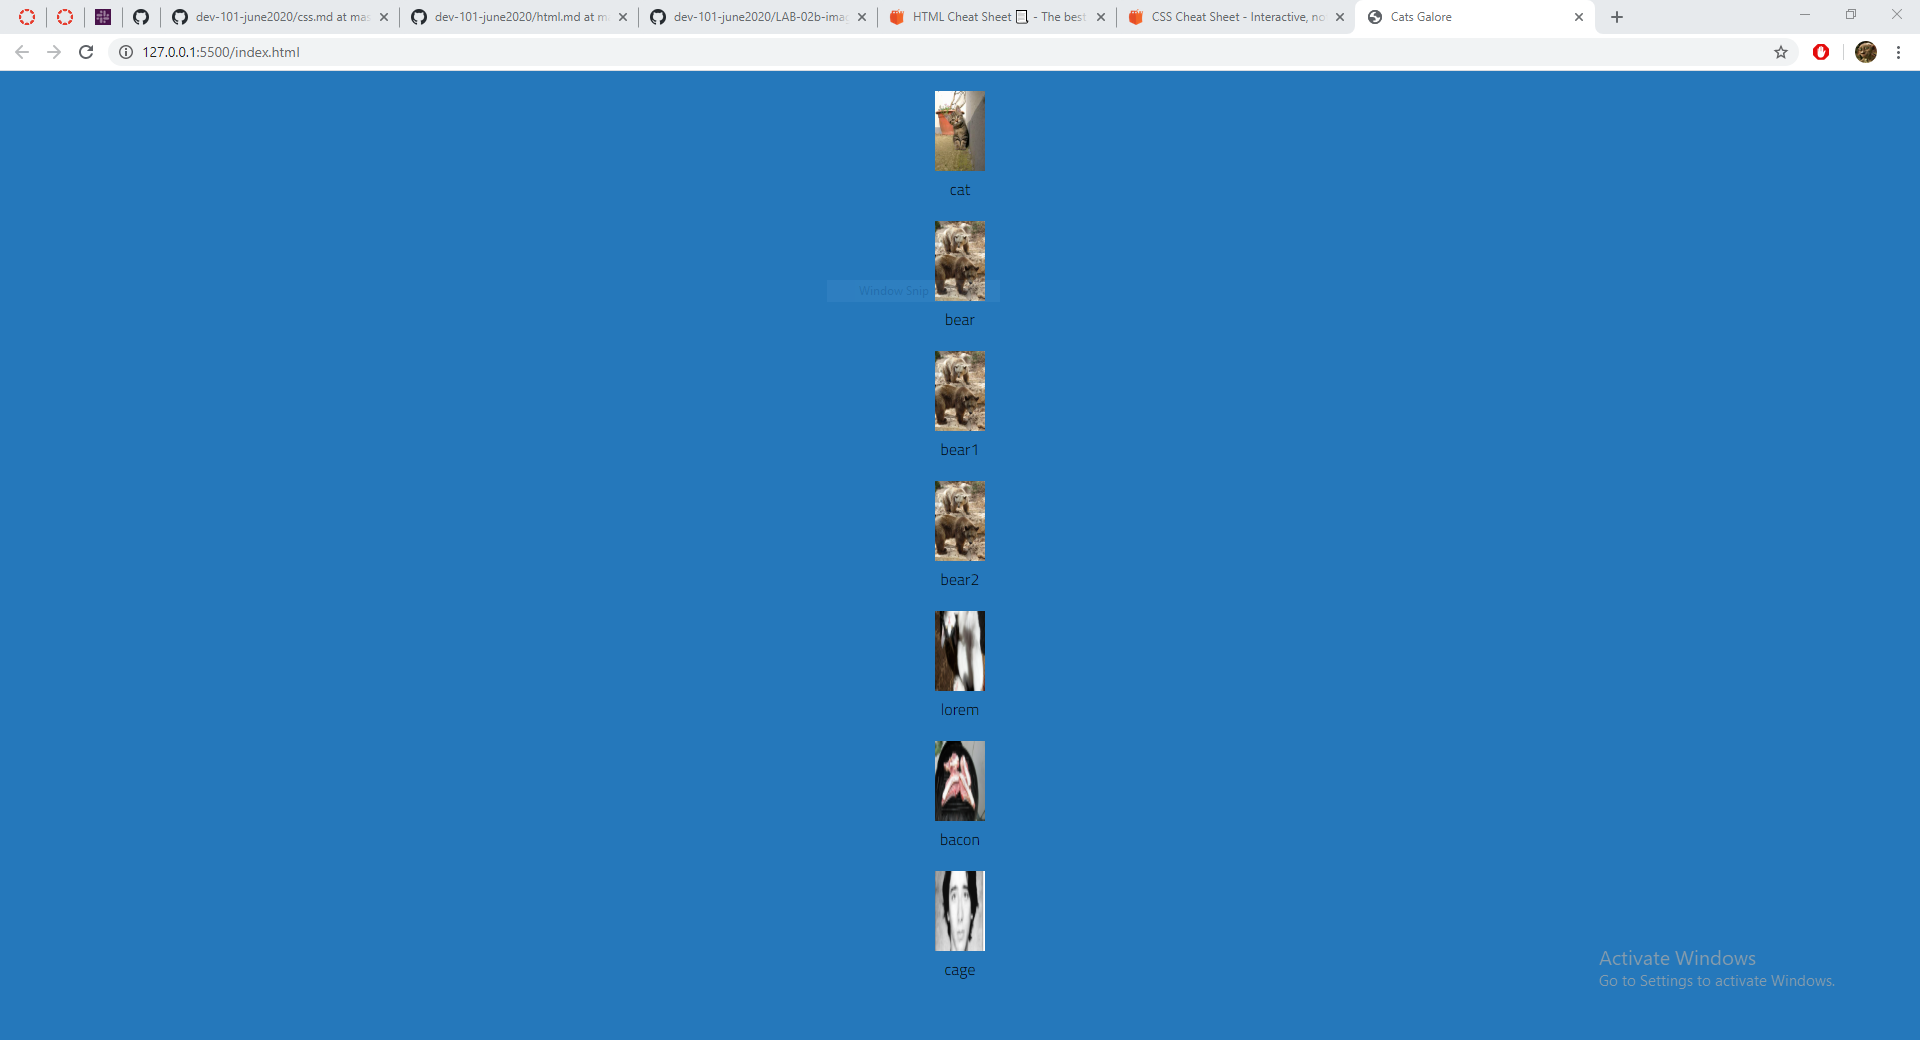 dev-101-june2020/css.md at mas
dev-101-june2020/html.md at m
dev-101-june2020/LAB-02b-imag
HTML Cheat Sheet - The best
CSS Cheat Sheet - Interactive, no
Cats Galore
127.0.0.1:5500/index.html
cat
Window Snip
bear
bear1
bear2
lorem
bacon
cage
Activate Windows
Go to Settings to activate Windows.